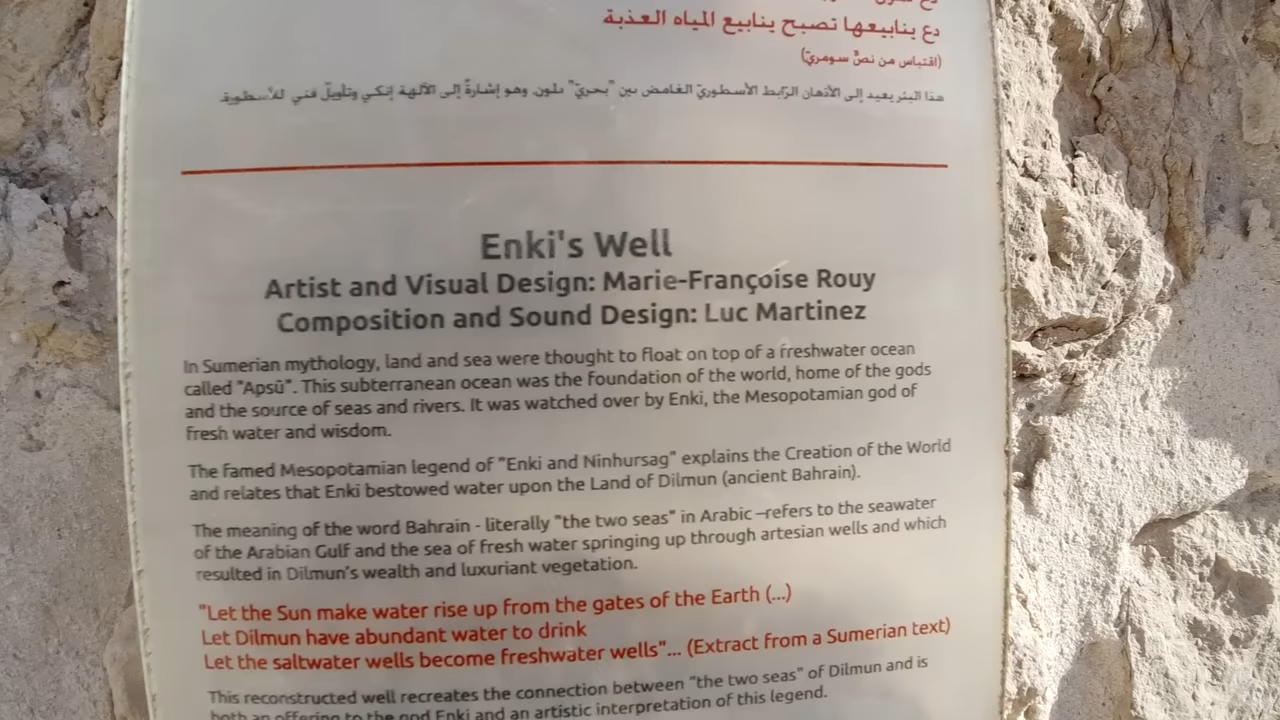 دع ينابيعها تصبح ينابيع المياه العذبة
(اقتباس من نصٌّ سومريّ)
هذا البئر يعيد إلى الأذهان الرّابط الأسطوريّ الغامض بين "بحريّ" دلمون. وهو إشارةً إلى الآلهة إنكي وتأويلٌ فني
Enki's Well
Artist and Visual Design: Marie-Françoise Rouy
Composition and Sound Design: Luc Martinez
In Sumerian mythology, land and sea were thought to float on top of a freshwater ocean
called "Apsū". This subterranean ocean was the foundation of the world, home of the gods
and the source of seas and rivers. It was watched over by Enki, the Mesopotamian god of
fresh water and wisdom.
The famed Mesopotamian legend of "Enki and Ninhursag" explains the Creation of the World
and relates that Enki bestowed water upon the Land of Dilmun (ancient Bahrain).
The meaning of the word Bahrain - literally "the two seas" in Arabic –refers to the seawater
of the Arabian Gulf and the sea of fresh water springing up through artesian wells and which
resulted in Dilmun's wealth and luxuriant vegetation.
"Let the Sun make water rise up from the gates of the Earth (...)
Let Dilmun have abundant water to drink
Let the saltwater wells become freshwater wells"... (Extract from a Sumerian text)
This reconstructed well recreates the connection between "the two seas" of Dilmun and is
both an offering to the god Enki and an artistic interpretation of this legend.